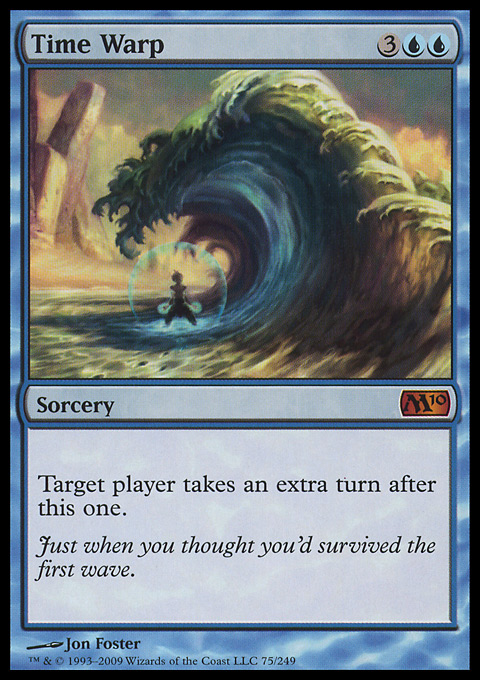 Time Warp 3
Sorcery M10
Target player takes an extra turn after
this one.
Just when you thought you'd survived the
first wave.
Jon Foster
™ & © 1993–2009 Wizards of the Coast LLC 75/249